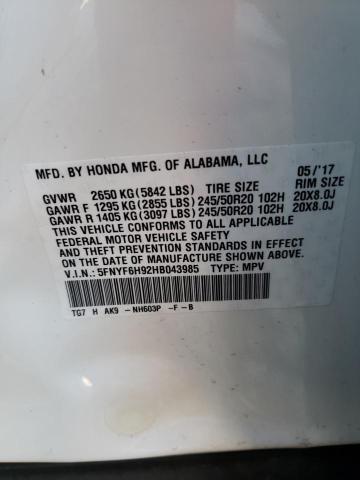 MFD. BY HONDA MFG. OF ALABAMA, LLC 05/'17
GVWR 2650 KG (5842 LBS) TIRE SIZE RIM SIZE
GAWR F 1295 KG (2855 LBS) 245/50R20 102H 20X8.0J
GAWR R 1405 KG (3097 LBS) 245/50R20 102H 20X8.0J
THIS VEHICLE CONFORMS TO ALL APPLICABLE
FEDERAL MOTOR VEHICLE SAFETY
AND THEFT PREVENTION STANDARDS IN EFFECT ON THE
DATE OF MANUFACTURE SHOWN ABOVE.
V.I.N.: 5FNYF6H92HB043985 TYPE: MPV
TG7 H AK9 - NH603P -F -B